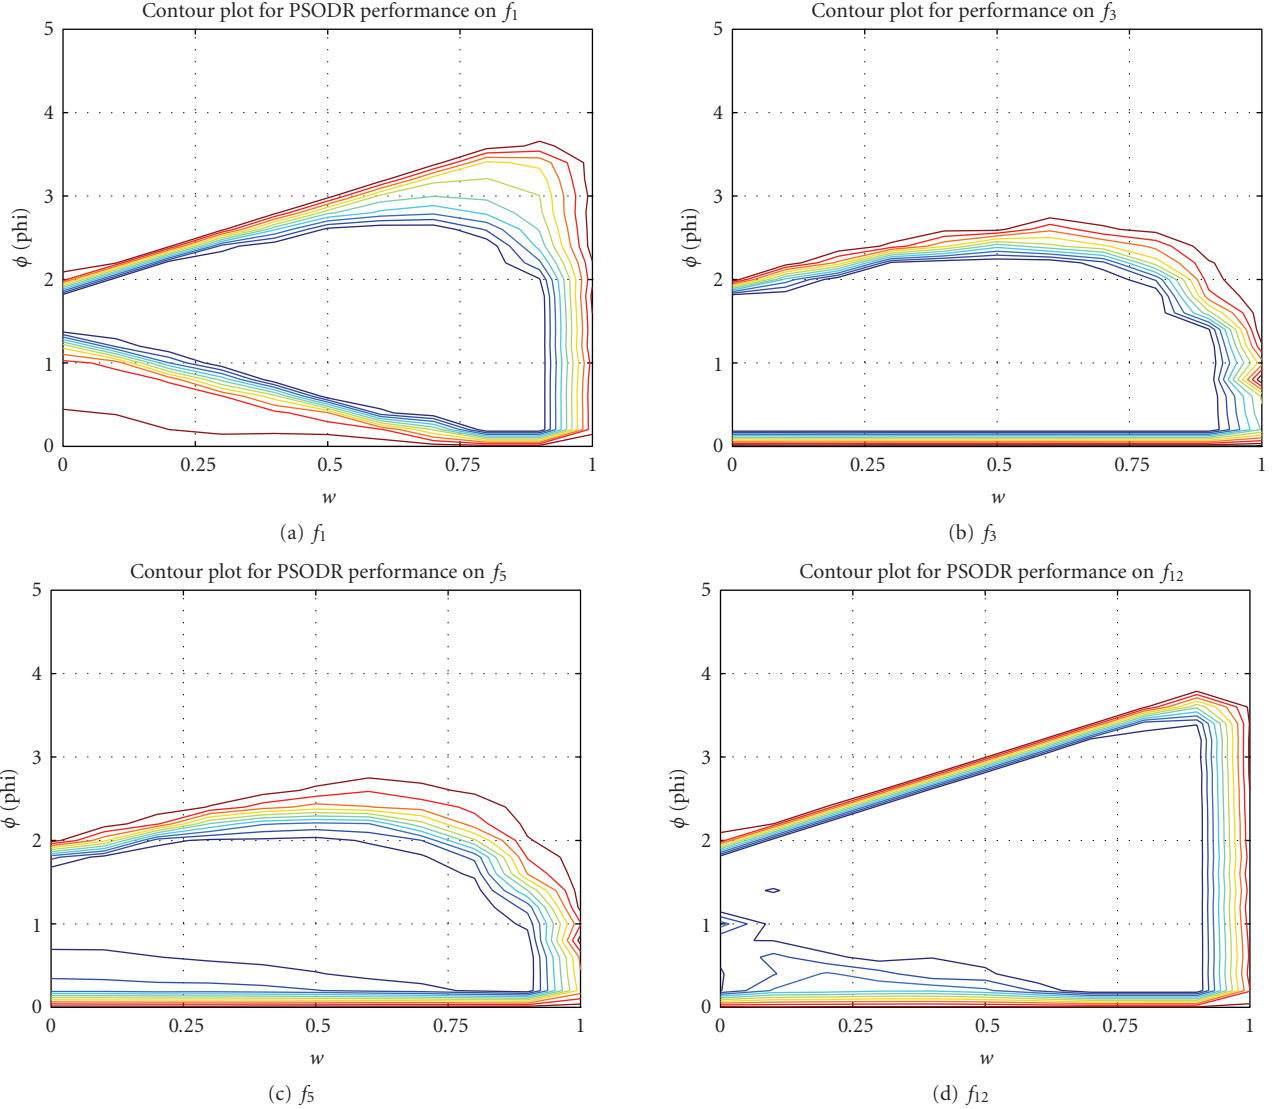 Contour plot for PSODR performance on f1
5
4
3
2
1
0
ϕ (phi)
0 0.25 0.5 0.75 1
w
(a) f1
Contour plot for performance on f3
5
4
3
2
1
0
ϕ (phi)
0 0.25 0.5 0.75 1
w
(b) f3
Contour plot for PSODR performance on f5
5
4
3
2
1
0
ϕ (phi)
0 0.25 0.5 0.75 1
w
(c) f5
Contour plot for PSODR performance on f12
5
4
3
2
1
0
ϕ (phi)
0 0.25 0.5 0.75 1
w
(d) f12